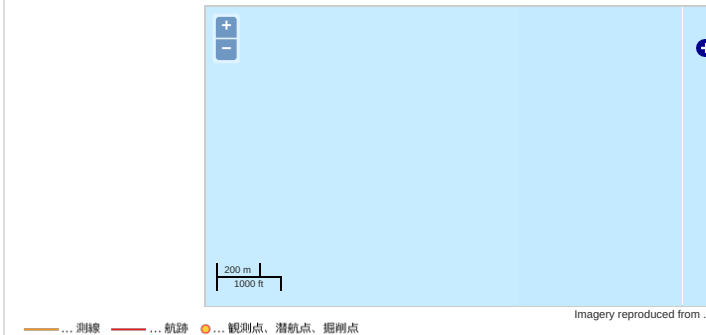 +
−
200 m
1000 ft
Imagery reproduced from .
... 測線 ... 航跡 ... 観測点、潜航点、掘削点